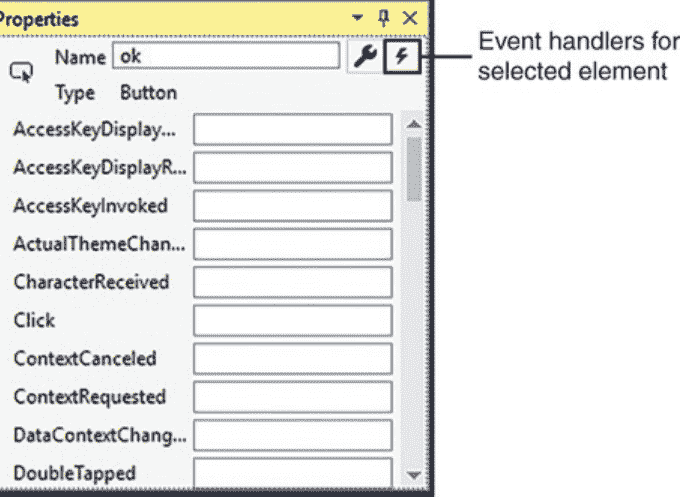 Properties
Name ok
Type Button
Event handlers for
selected element
AccessKeyDisplay...
AccessKeyDisplayR...
AccessKeyInvoked
ActualThemeChan...
CharacterReceived
Click
ContextCanceled
ContextRequested
DataContextChang...
DoubleTapped